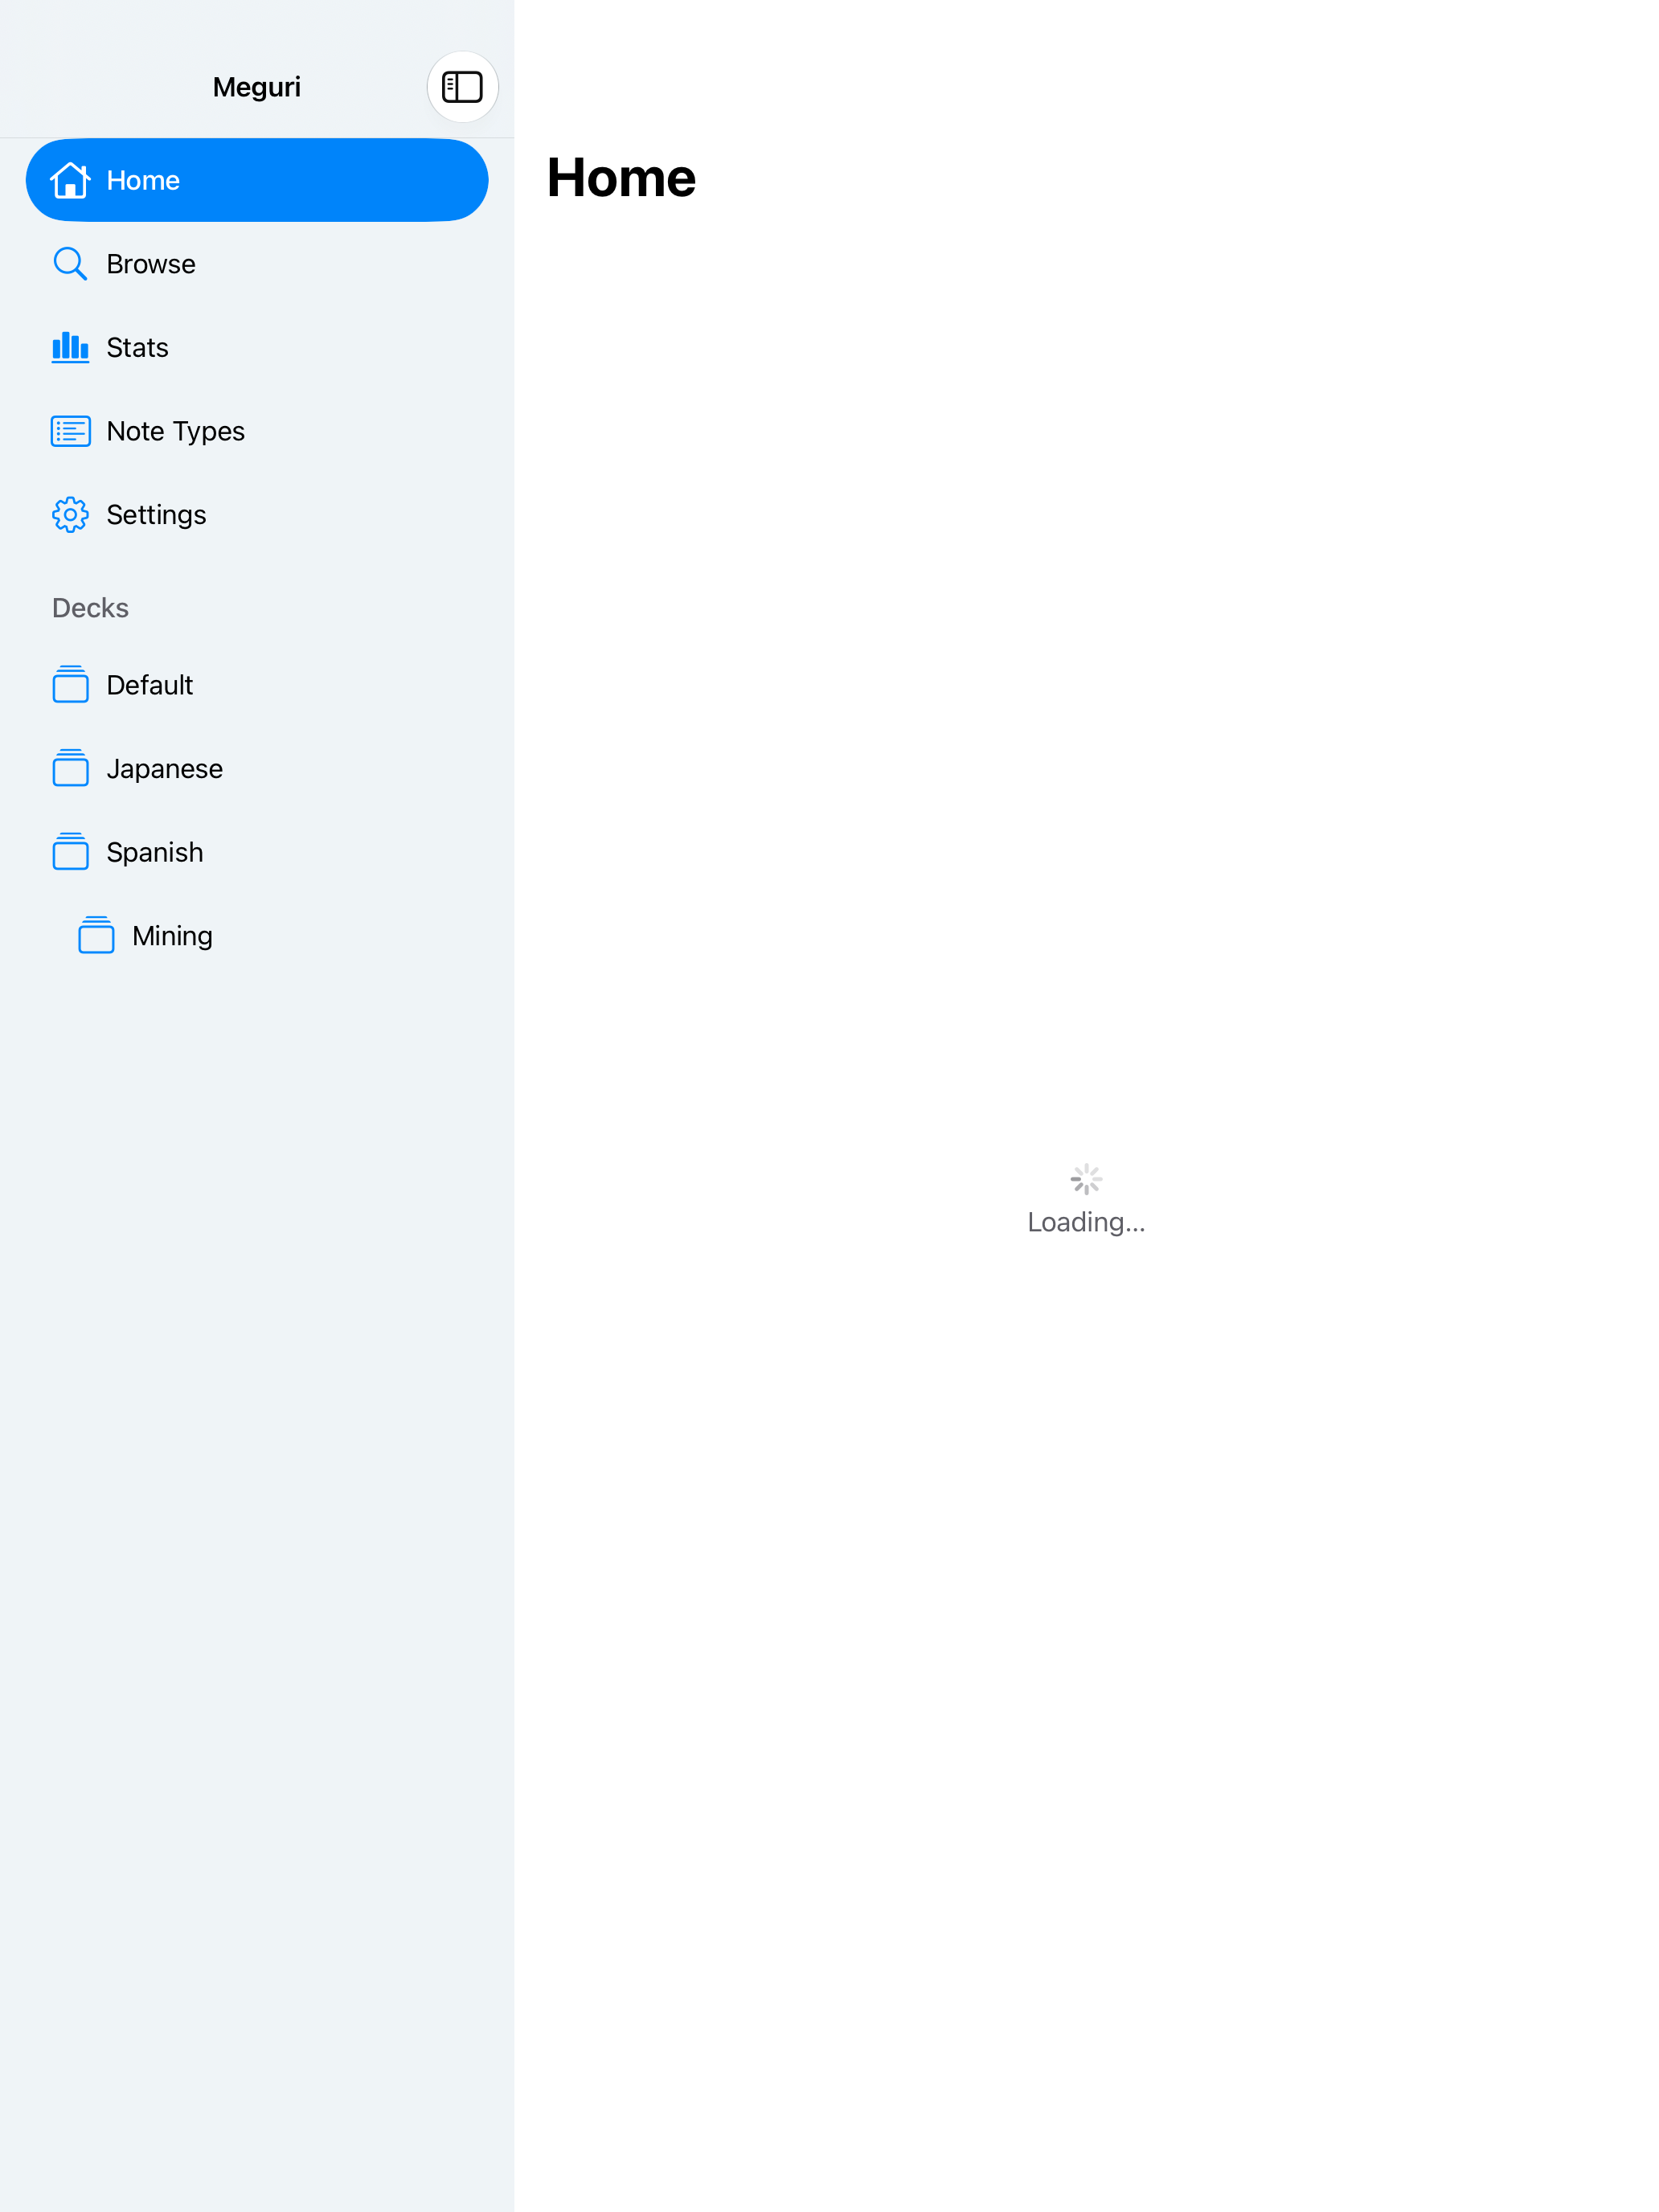 Meguri
Home
Browse
Stats
Note Types
Settings
Decks
Default
Japanese
Spanish
Mining
Home
Loading...